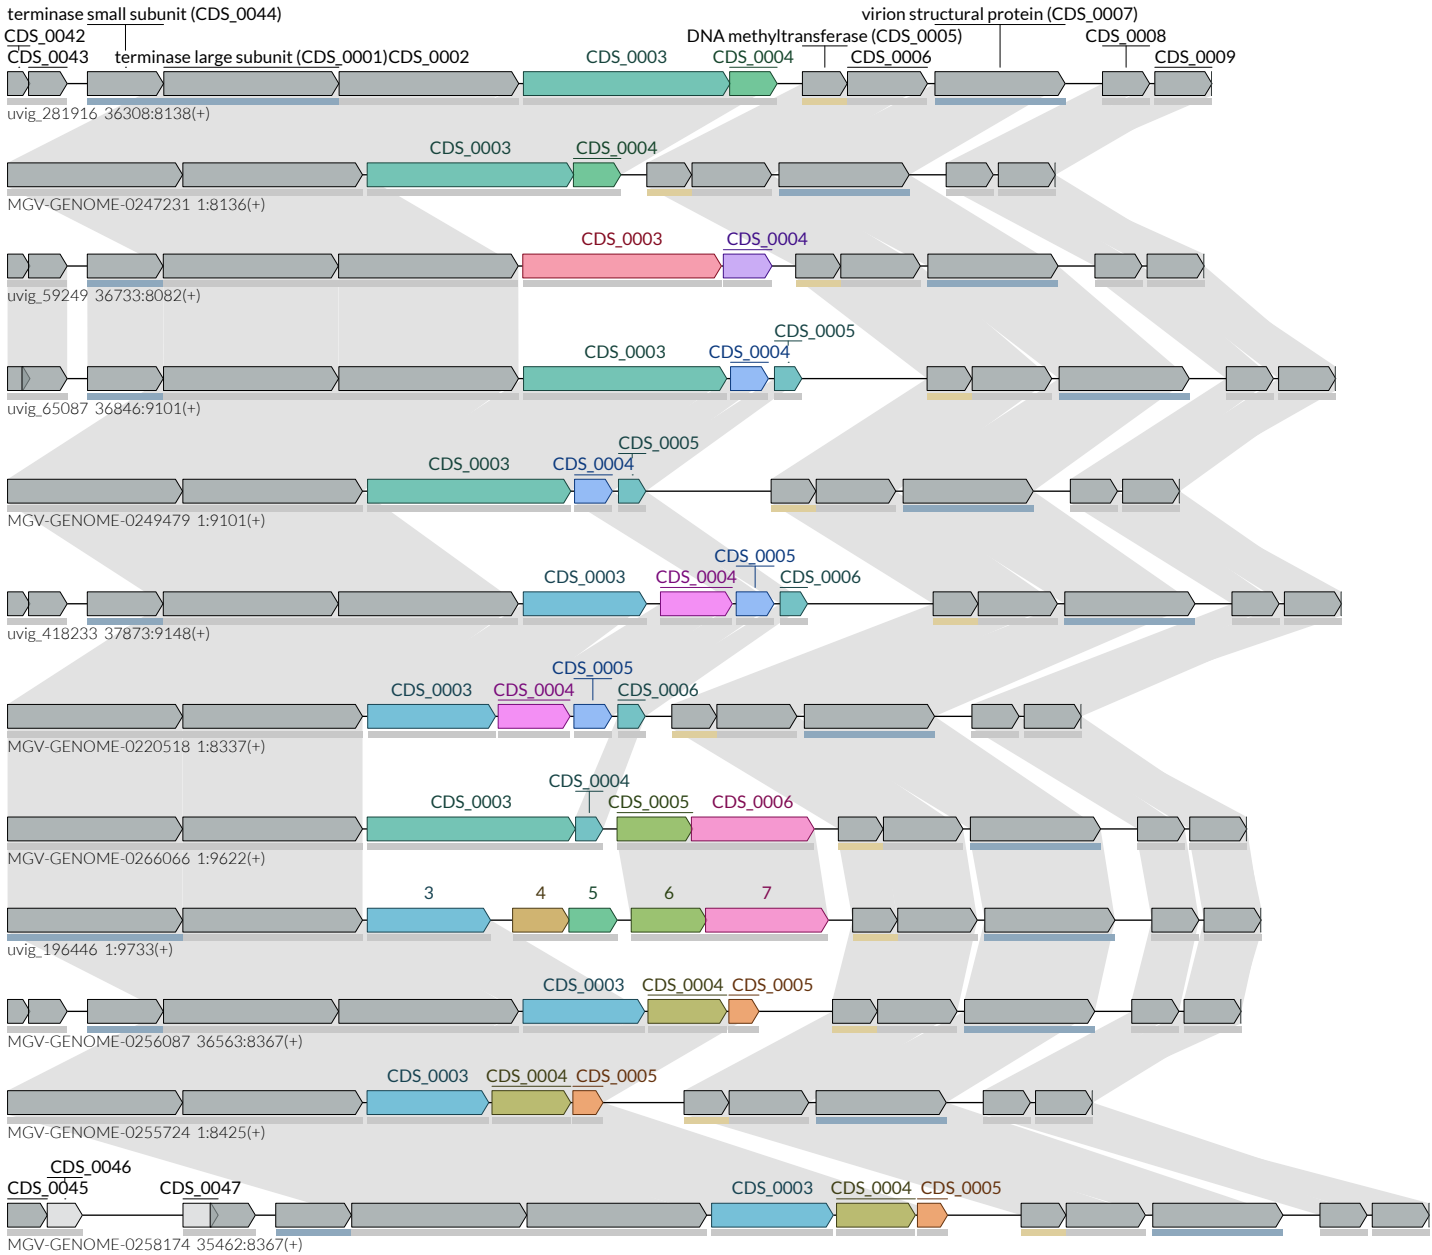 terminase small subunit (CDS_0044) virion structural protein (CDS_0007)
CDS_0042 DNA methyltransferase (CDS_0005) CDS_0008
CDS_0043 terminase large subunit (CDS_0001) CDS_0002 CDS_0003 CDS_0004 CDS_0006 CDS_0009
uvig_281916 36308:8138(+)
CDS_0003 CDS_0004
MGV-GENOME-0247231 1:8136(+)
CDS_0003 CDS_0004
uvig_59249 36733:8082(+)
CDS_0005
CDS_0003 CDS_0004
uvig_65087 36846:9101(+)
CDS_0005
CDS_0003 CDS_0004
MGV-GENOME-0249479 1:9101(+)
CDS_0005
CDS_0003 CDS_0004 CDS_0006
uvig_418233 37873:9148(+)
CDS_0005
CDS_0003 CDS_0004 CDS_0006
MGV-GENOME-0220518 1:8337(+)
CDS_0004
CDS_0003 CDS_0005 CDS_0006
MGV-GENOME-0266066 1:9622(+)
3 4 5 6 7
uvig_196446 1:9733(+)
CDS_0003 CDS_0004 CDS_0005
MGV-GENOME-0256087 36563:8367(+)
CDS_0003 CDS_0004 CDS_0005
MGV-GENOME-0255724 1:8425(+)
CDS_0046
CDS_0045 CDS_0047 CDS_0003 CDS_0004 CDS_0005
MGV-GENOME-0258174 35462:8367(+)